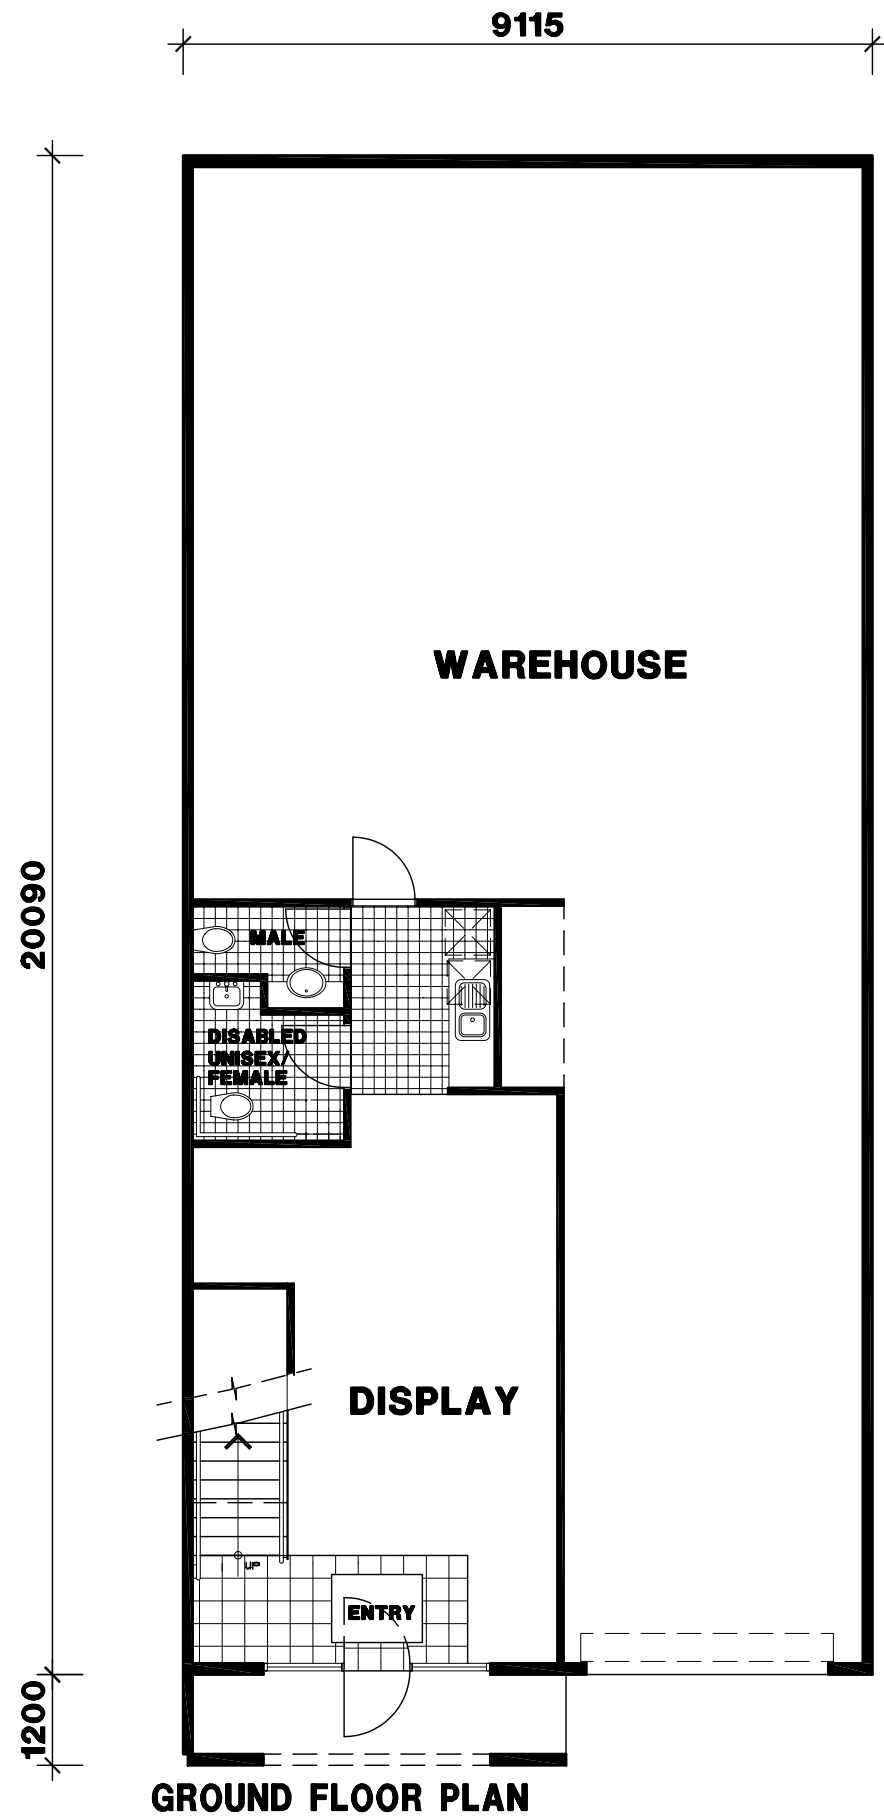 9115
20090
WAREHOUSE
MALE
DISABLED
UNISEX/
FEMALE
DISPLAY
UP
ENTRY
1200
GROUND FLOOR PLAN